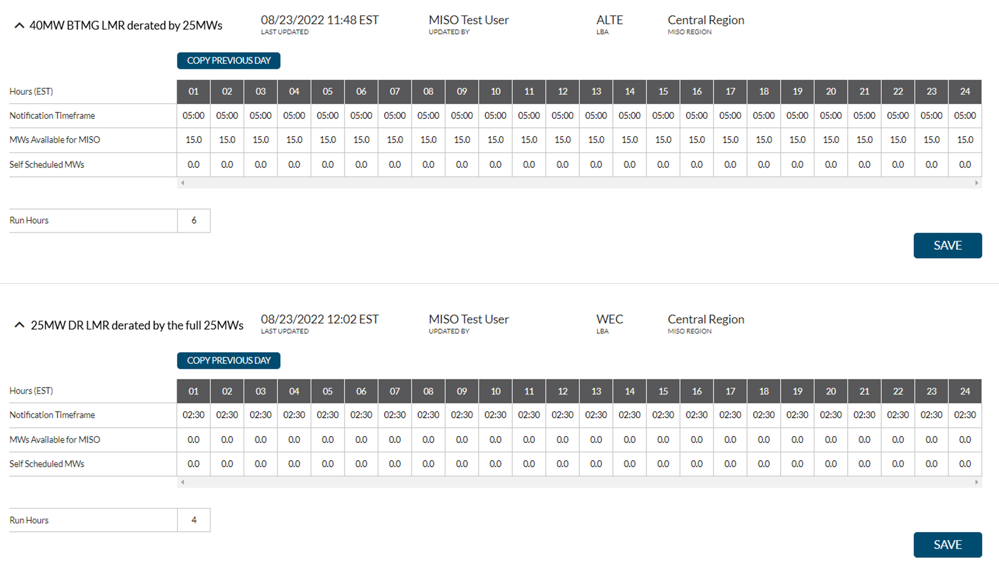 40MW BTMG LMR derated by 25MWs 08/23/2022 11:48 EST MISO Test User ALTE Central Region
LAST UPDATED UPDATED BY LBA MISO REGION
COPY PREVIOUS DAY
Hours (EST) 01 02 03 04 05 06 07 08 09 10 11 12 13 14 15 16 17 18 19 20 21 22 23 24
Notification Timeframe 05:00 05:00 05:00 05:00 05:00 05:00 05:00 05:00 05:00 05:00 05:00 05:00 05:00 05:00 05:00 05:00 05:00 05:00 05:00 05:00 05:00 05:00 05:00 05:00
MWs Available for MISO 15.0 15.0 15.0 15.0 15.0 15.0 15.0 15.0 15.0 15.0 15.0 15.0 15.0 15.0 15.0 15.0 15.0 15.0 15.0 15.0 15.0 15.0 15.0 15.0
Self Scheduled MWs 0.0 0.0 0.0 0.0 0.0 0.0 0.0 0.0 0.0 0.0 0.0 0.0 0.0 0.0 0.0 0.0 0.0 0.0 0.0 0.0 0.0 0.0 0.0 0.0
Run Hours 6
SAVE
25MW DR LMR derated by the full 25MWs 08/23/2022 12:02 EST MISO Test User WEC Central Region
LAST UPDATED UPDATED BY LBA MISO REGION
COPY PREVIOUS DAY
Hours (EST) 01 02 03 04 05 06 07 08 09 10 11 12 13 14 15 16 17 18 19 20 21 22 23 24
Notification Timeframe 02:30 02:30 02:30 02:30 02:30 02:30 02:30 02:30 02:30 02:30 02:30 02:30 02:30 02:30 02:30 02:30 02:30 02:30 02:30 02:30 02:30 02:30 02:30 02:30
MWs Available for MISO 0.0 0.0 0.0 0.0 0.0 0.0 0.0 0.0 0.0 0.0 0.0 0.0 0.0 0.0 0.0 0.0 0.0 0.0 0.0 0.0 0.0 0.0 0.0 0.0
Self Scheduled MWs 0.0 0.0 0.0 0.0 0.0 0.0 0.0 0.0 0.0 0.0 0.0 0.0 0.0 0.0 0.0 0.0 0.0 0.0 0.0 0.0 0.0 0.0 0.0 0.0
Run Hours 4
SAVE